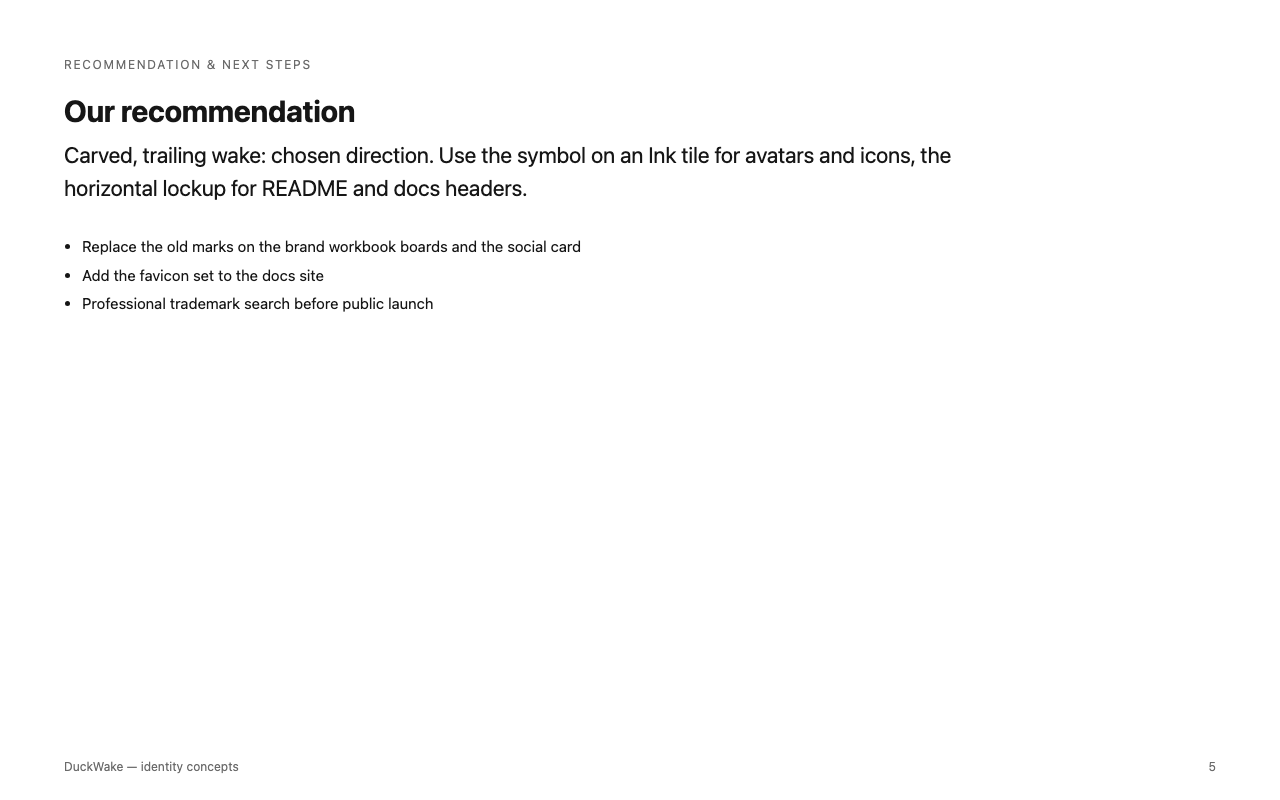 RECOMMENDATION & NEXT STEPS
Our recommendation
Carved, trailing wake: chosen direction. Use the symbol on an Ink tile for avatars and icons, the
horizontal lockup for README and docs headers.
• Replace the old marks on the brand workbook boards and the social card
• Add the favicon set to the docs site
• Professional trademark search before public launch
DuckWake — identity concepts
5